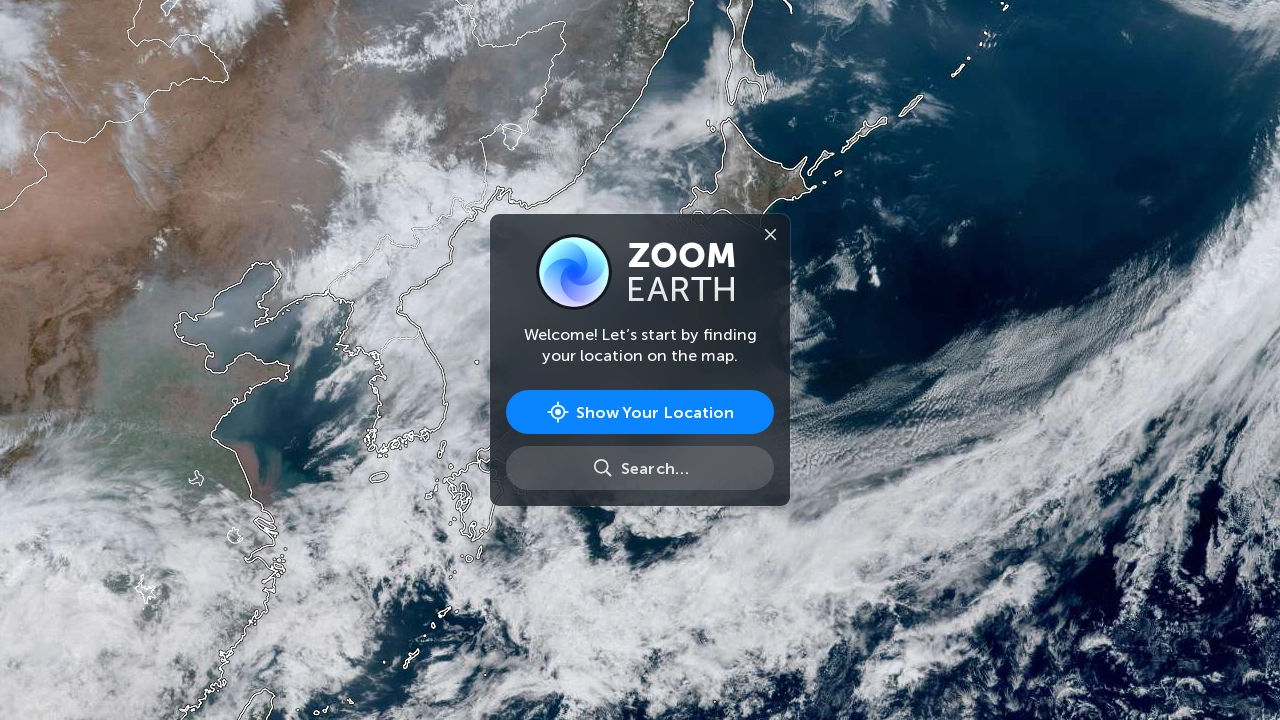 ZOOM
EARTH
Welcome! Let’s start by finding
your location on the map.
Show Your Location
Search…